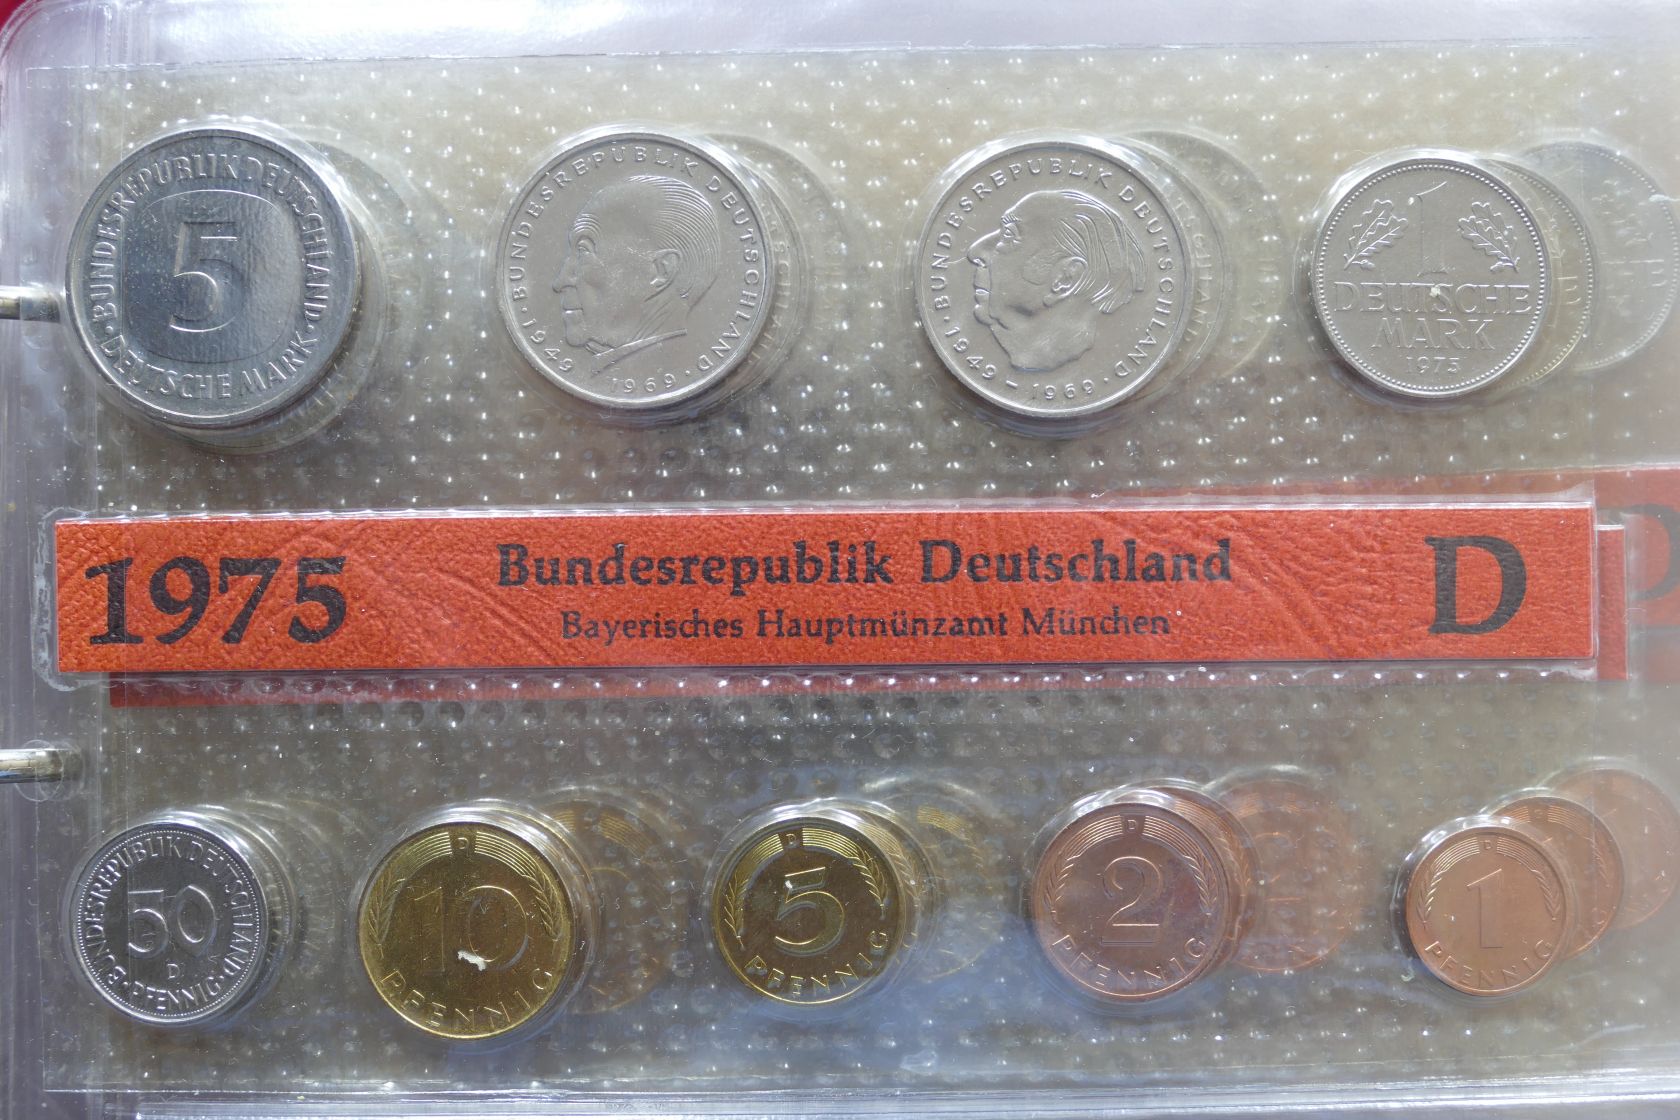 BUNDESREPUBLIK DEUTSCHLAND
5
DEUTSCHE MARK
BUNDESREPUBLIK DEUTSCHLAND
1949 1969
BUNDESREPUBLIK DEUTSCHLAND
1949 – 1969
1
DEUTSCHE
MARK
1975
1975
Bundesrepublik Deutschland
Bayerisches Hauptmünzamt München
D
BUNDESREPUBLIK DEUTSCHLAND
50
D
PFENNIG
D
10
PFENNIG
D
5
PFENNIG
D
2
PFENNIG
D
1
PFENNIG